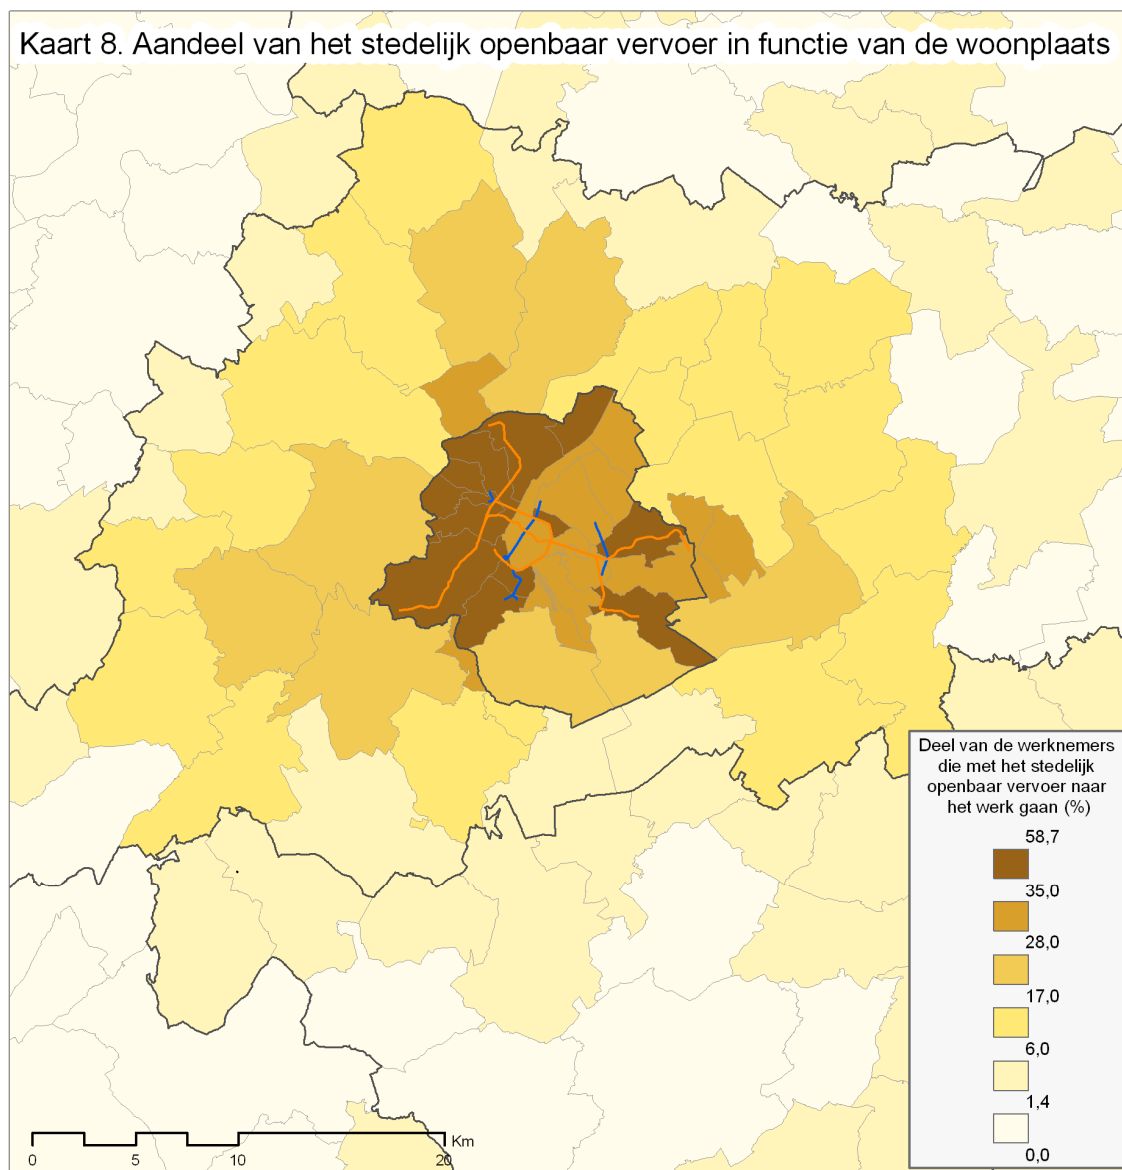 Kaart 8. Aandeel van het stedelijk openbaar vervoer in functie van de woonplaats
Deel van de werknemers
die met het stedelijk
openbaar vervoer naar
het werk gaan (%)
58,7
35,0
28,0
17,0
6,0
1,4
0,0
Km
0 5 10 20